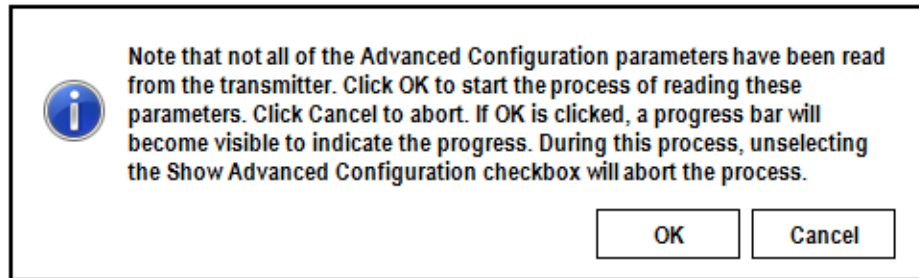 Note that not all of the Advanced Configuration parameters have been read
from the transmitter. Click OK to start the process of reading these
parameters. Click Cancel to abort. If OK is clicked, a progress bar will
become visible to indicate the progress. During this process, unselecting
the Show Advanced Configuration checkbox will abort the process.
OK Cancel